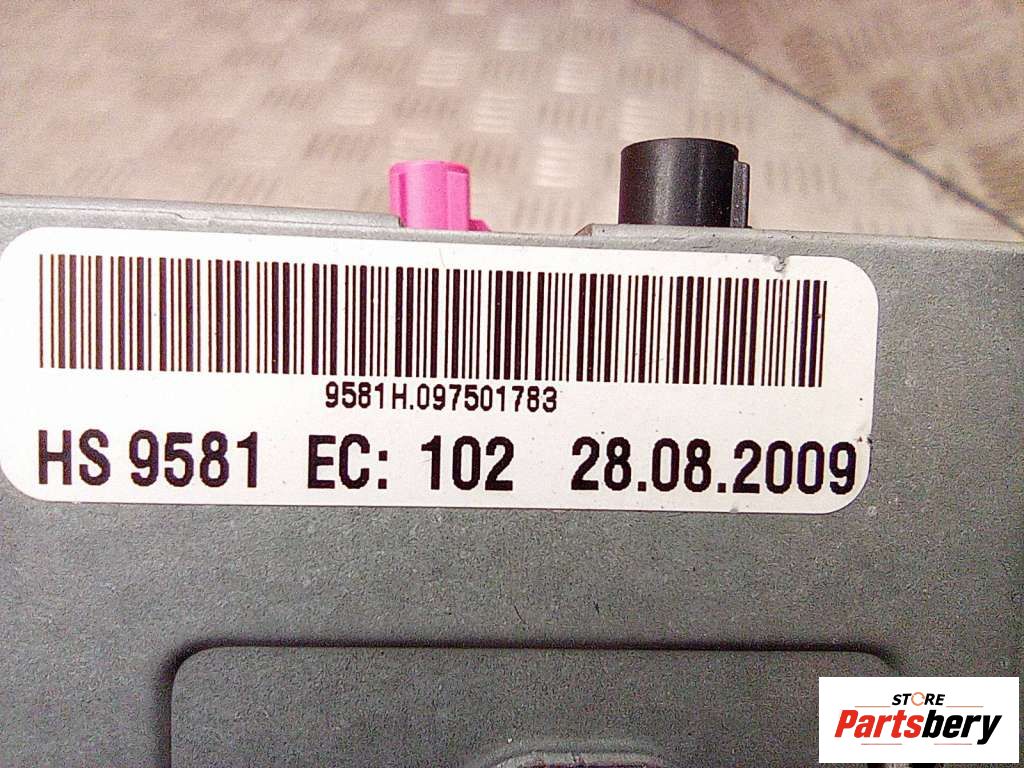 9581H.097501783
HS 9581 EC: 102 28.08.2009
STORE
Partsbery